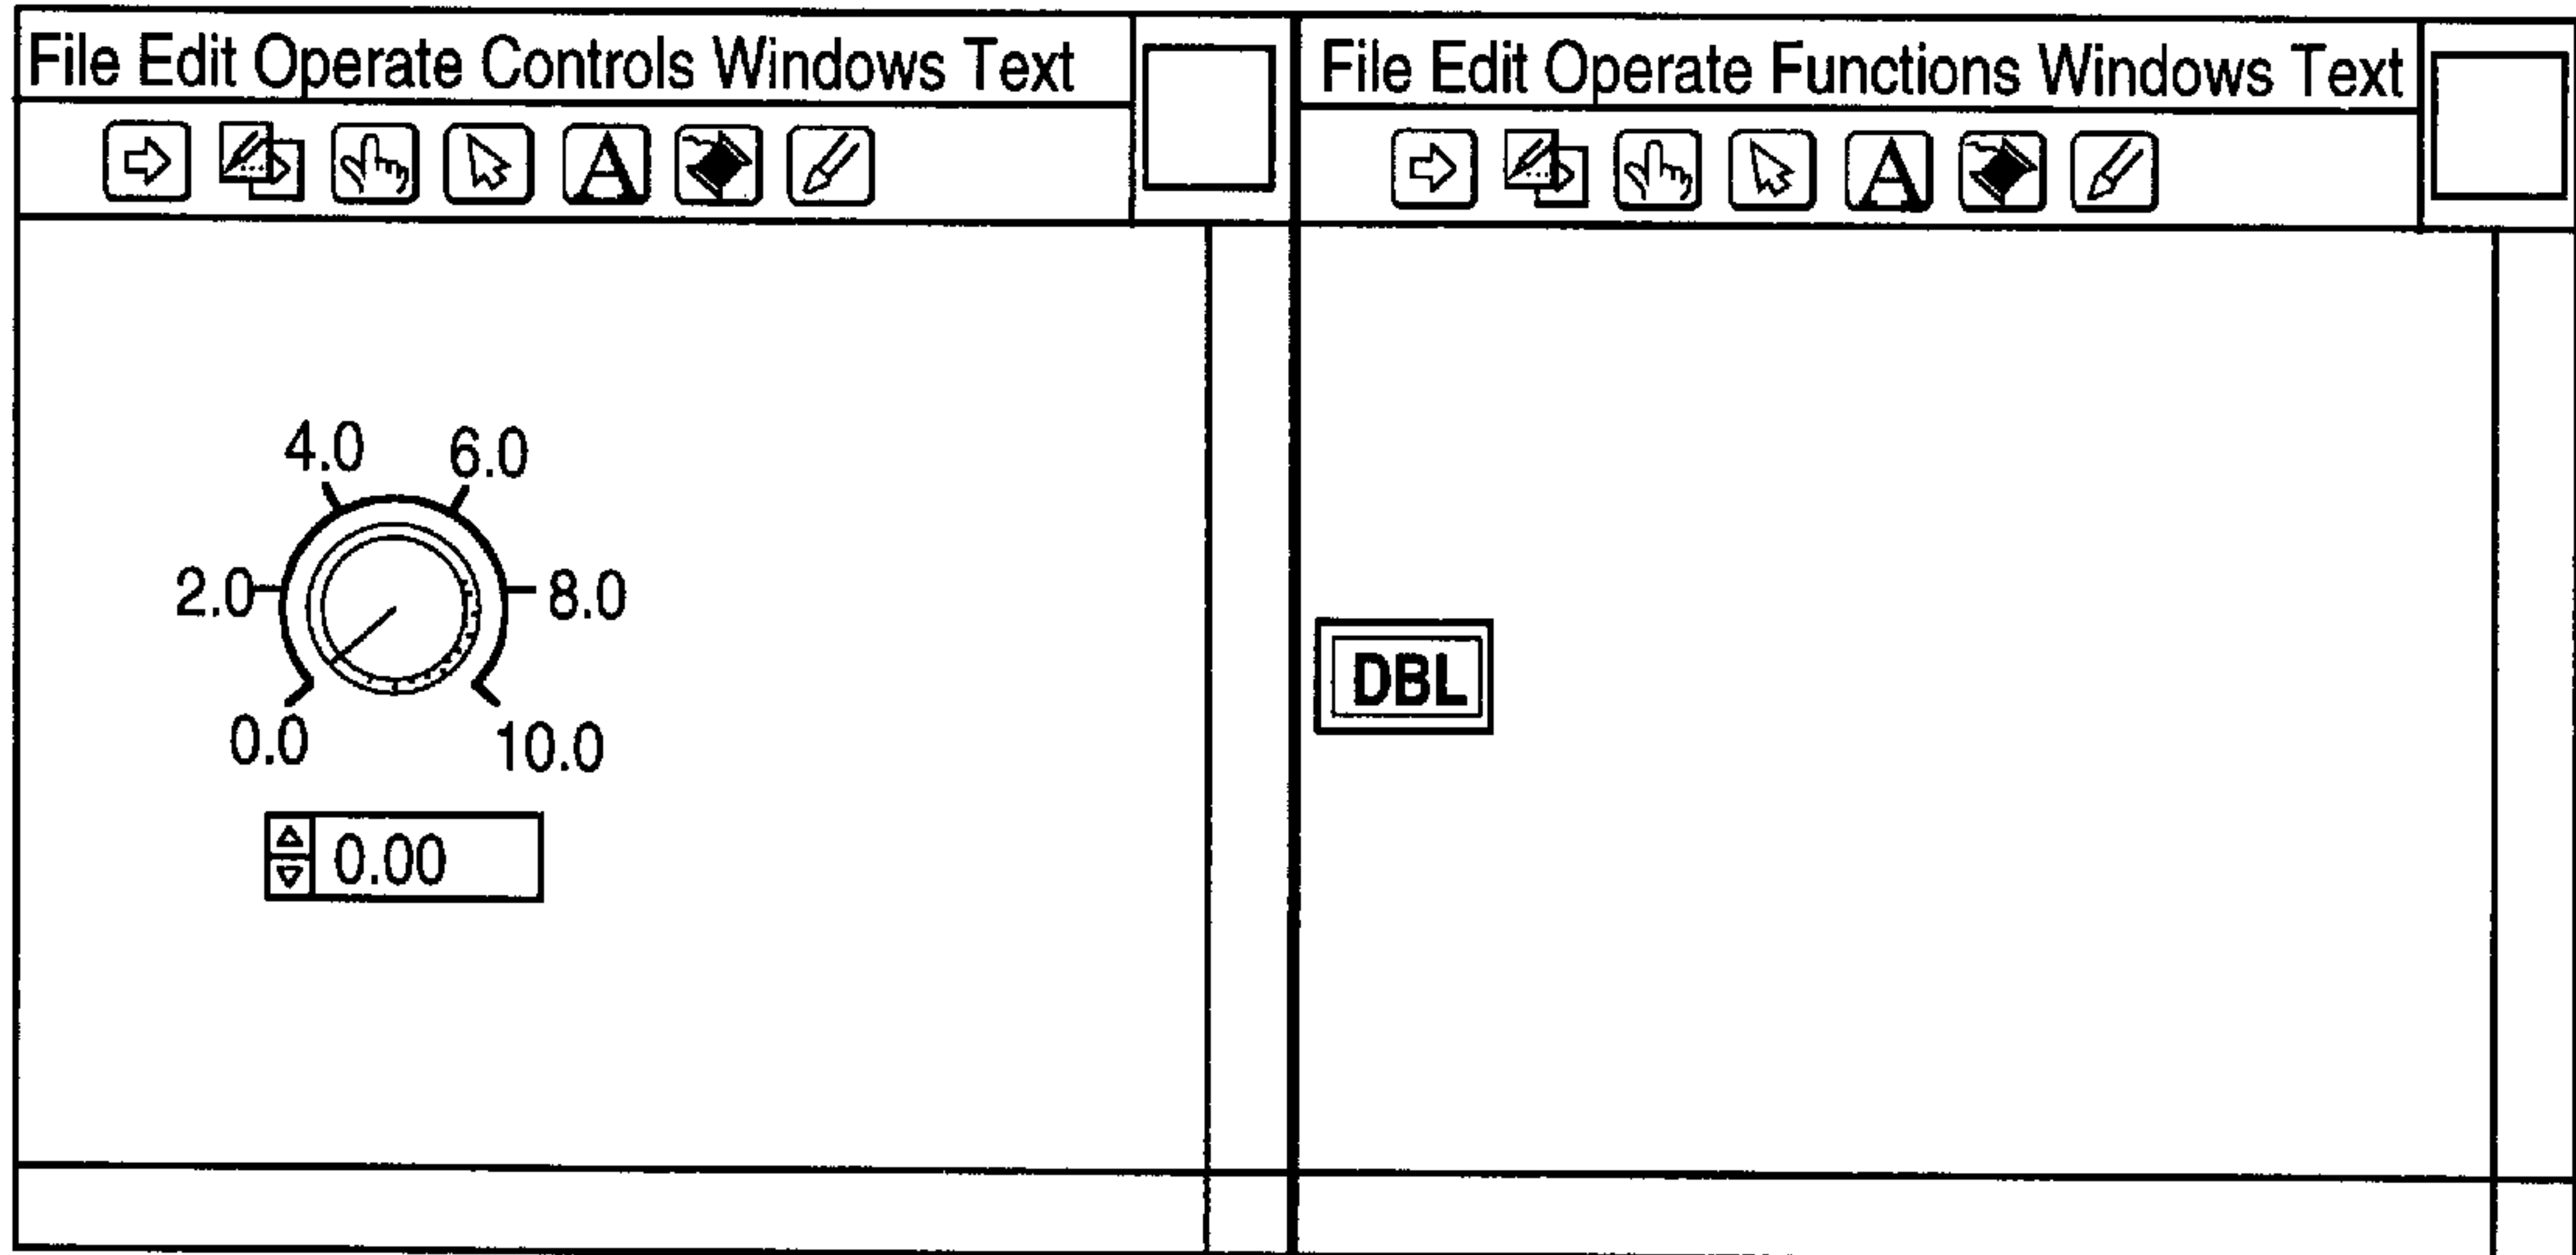 File Edit Operate Controls Windows Text
File Edit Operate Functions Windows Text
A
A
4.0 6.0
2.0 8.0
0.0 10.0
0.00
DBL